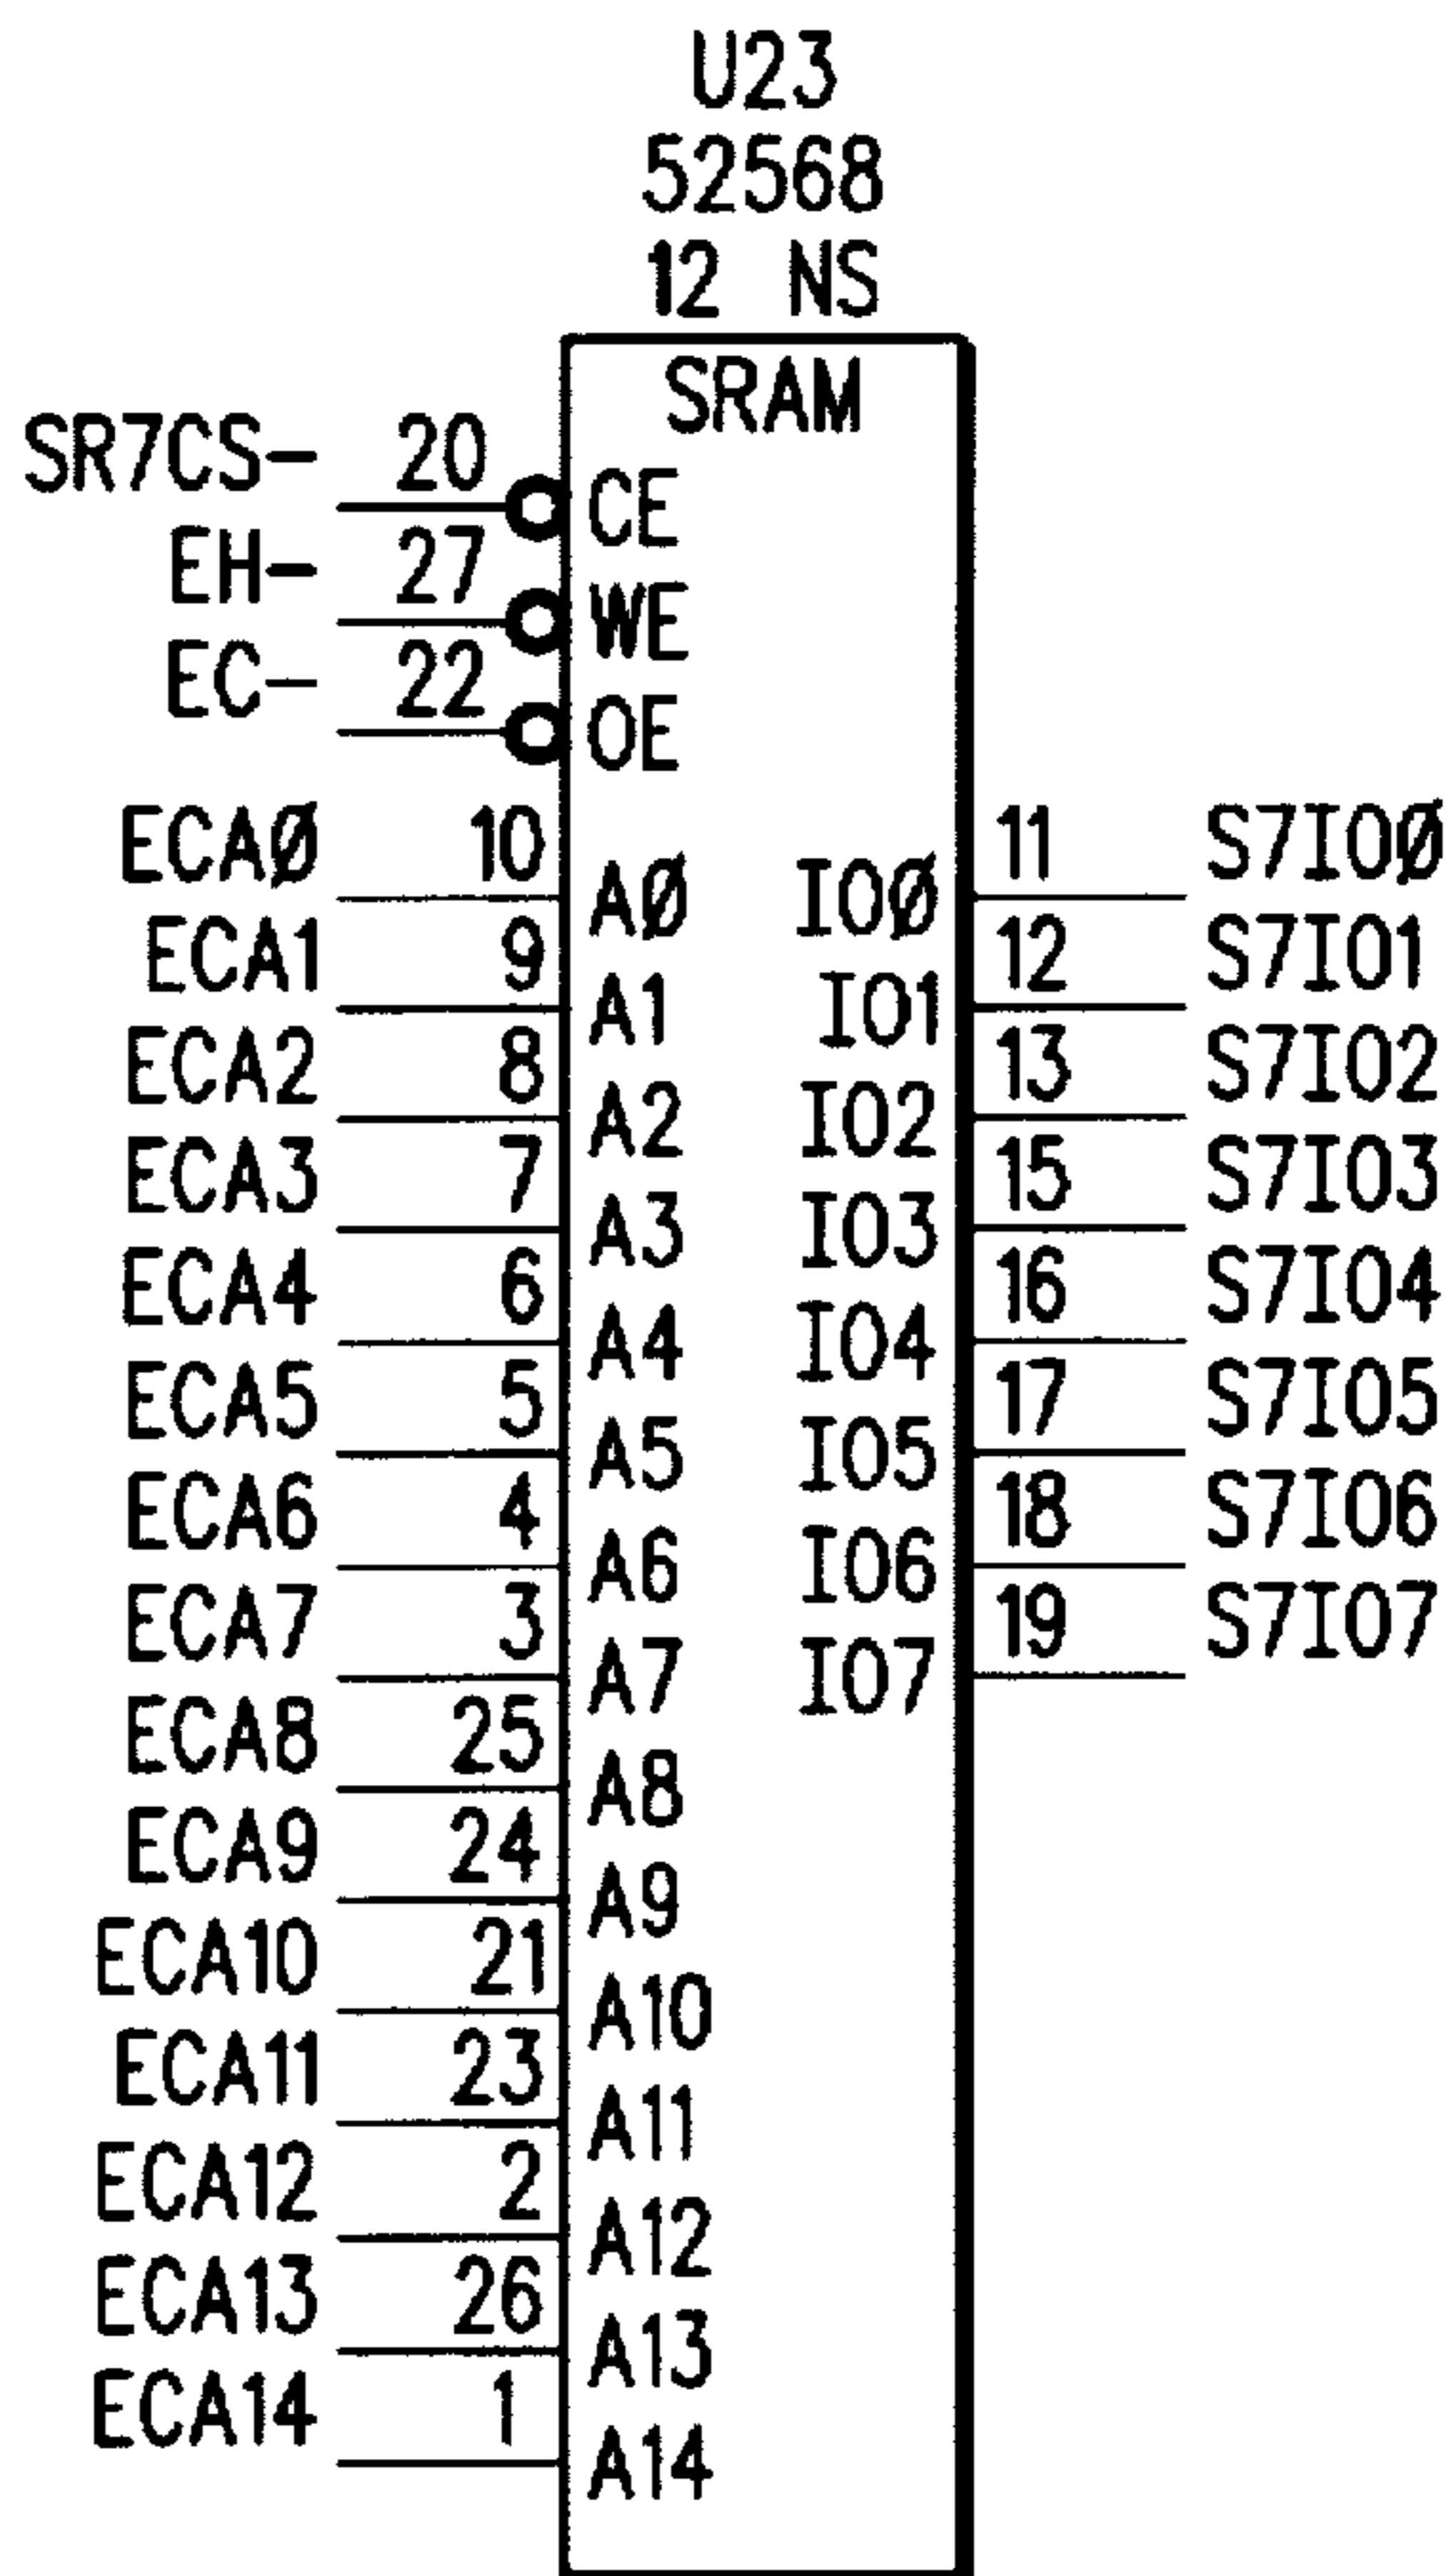 U23
52568
12 NS
SRAM
SR7CS- 20 CE
EH- 27 WE
EC- 22 OE
ECAØ 10 AØ IOØ 11 S7IOØ
ECA1 9 A1 IO1 12 S7IO1
ECA2 8 A2 IO2 13 S7IO2
ECA3 7 A3 IO3 15 S7IO3
ECA4 6 A4 IO4 16 S7IO4
ECA5 5 A5 IO5 17 S7IO5
ECA6 4 A6 IO6 18 S7IO6
ECA7 3 A7 IO7 19 S7IO7
ECA8 25 A8
ECA9 24 A9
ECA10 21 A10
ECA11 23 A11
ECA12 2 A12
ECA13 26 A13
ECA14 1 A14